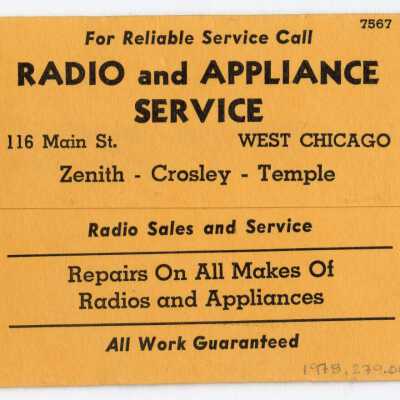 7567
For Reliable Service Call
RADIO and APPLIANCE
SERVICE
116 Main St. WEST CHICAGO
Zenith - Crosley - Temple
Radio Sales and Service
Repairs On All Makes Of
Radios and Appliances
All Work Guaranteed